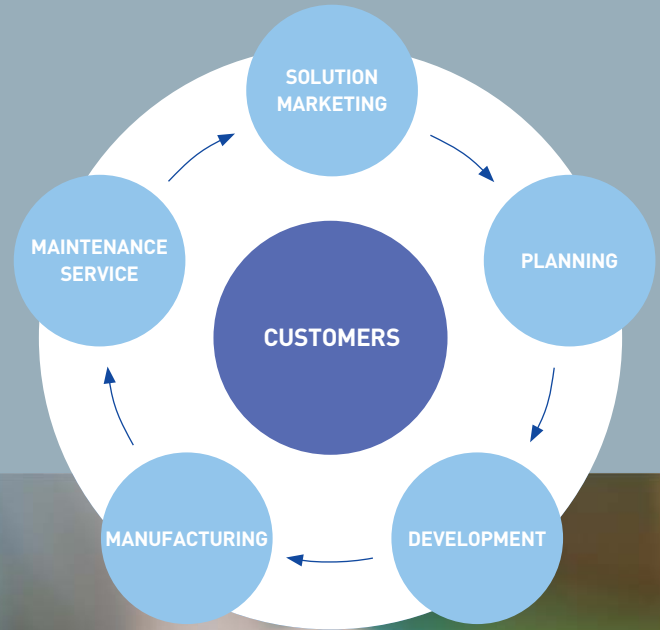 SOLUTION
MARKETING
PLANNING
DEVELOPMENT
MANUFACTURING
MAINTENANCE
SERVICE
CUSTOMERS